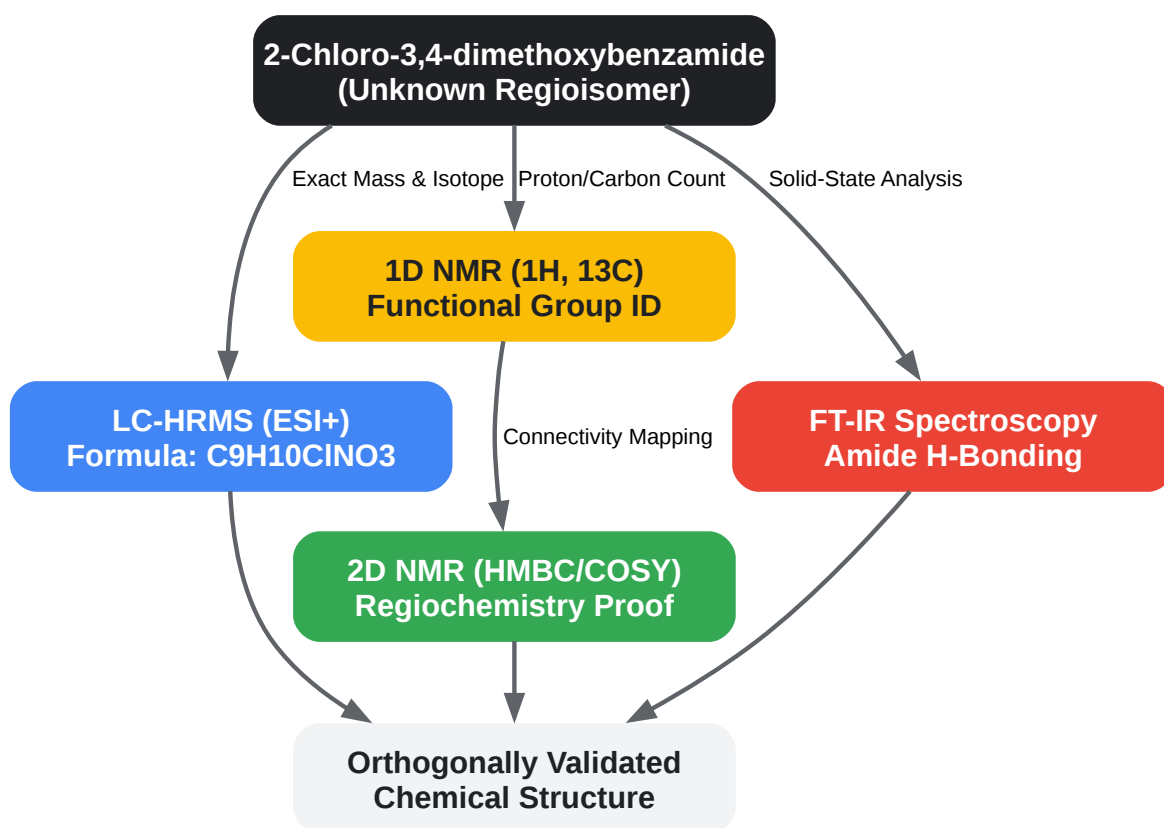 2-Chloro-3,4-dimethoxybenzamide
(Unknown Regioisomer)
Exact Mass & Isotope
Proton/Carbon Count
Solid-State Analysis
1D NMR (1H, 13C)
Functional Group ID
LC-HRMS (ESI+)
Formula: C9H10ClNO3
Connectivity Mapping
FT-IR Spectroscopy
Amide H-Bonding
2D NMR (HMBC/COSY)
Regiochemistry Proof
Orthogonally Validated
Chemical Structure